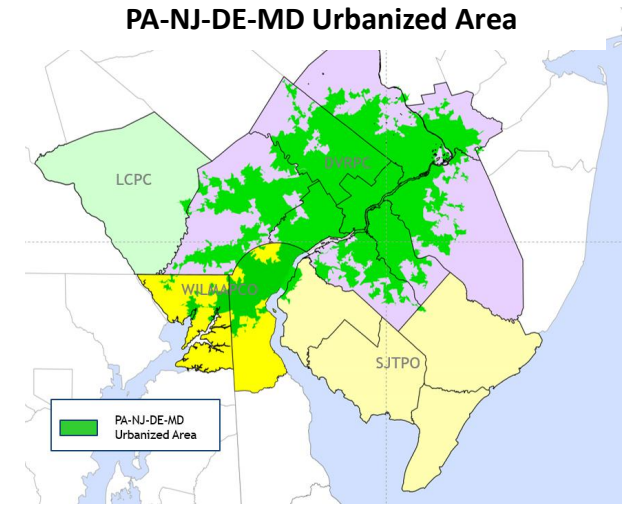 PA-NJ-DE-MD Urbanized Area
DVRPC
LCPC
WILMAPCO
SJTPO
PA-NJ-DE-MD
Urbanized Area